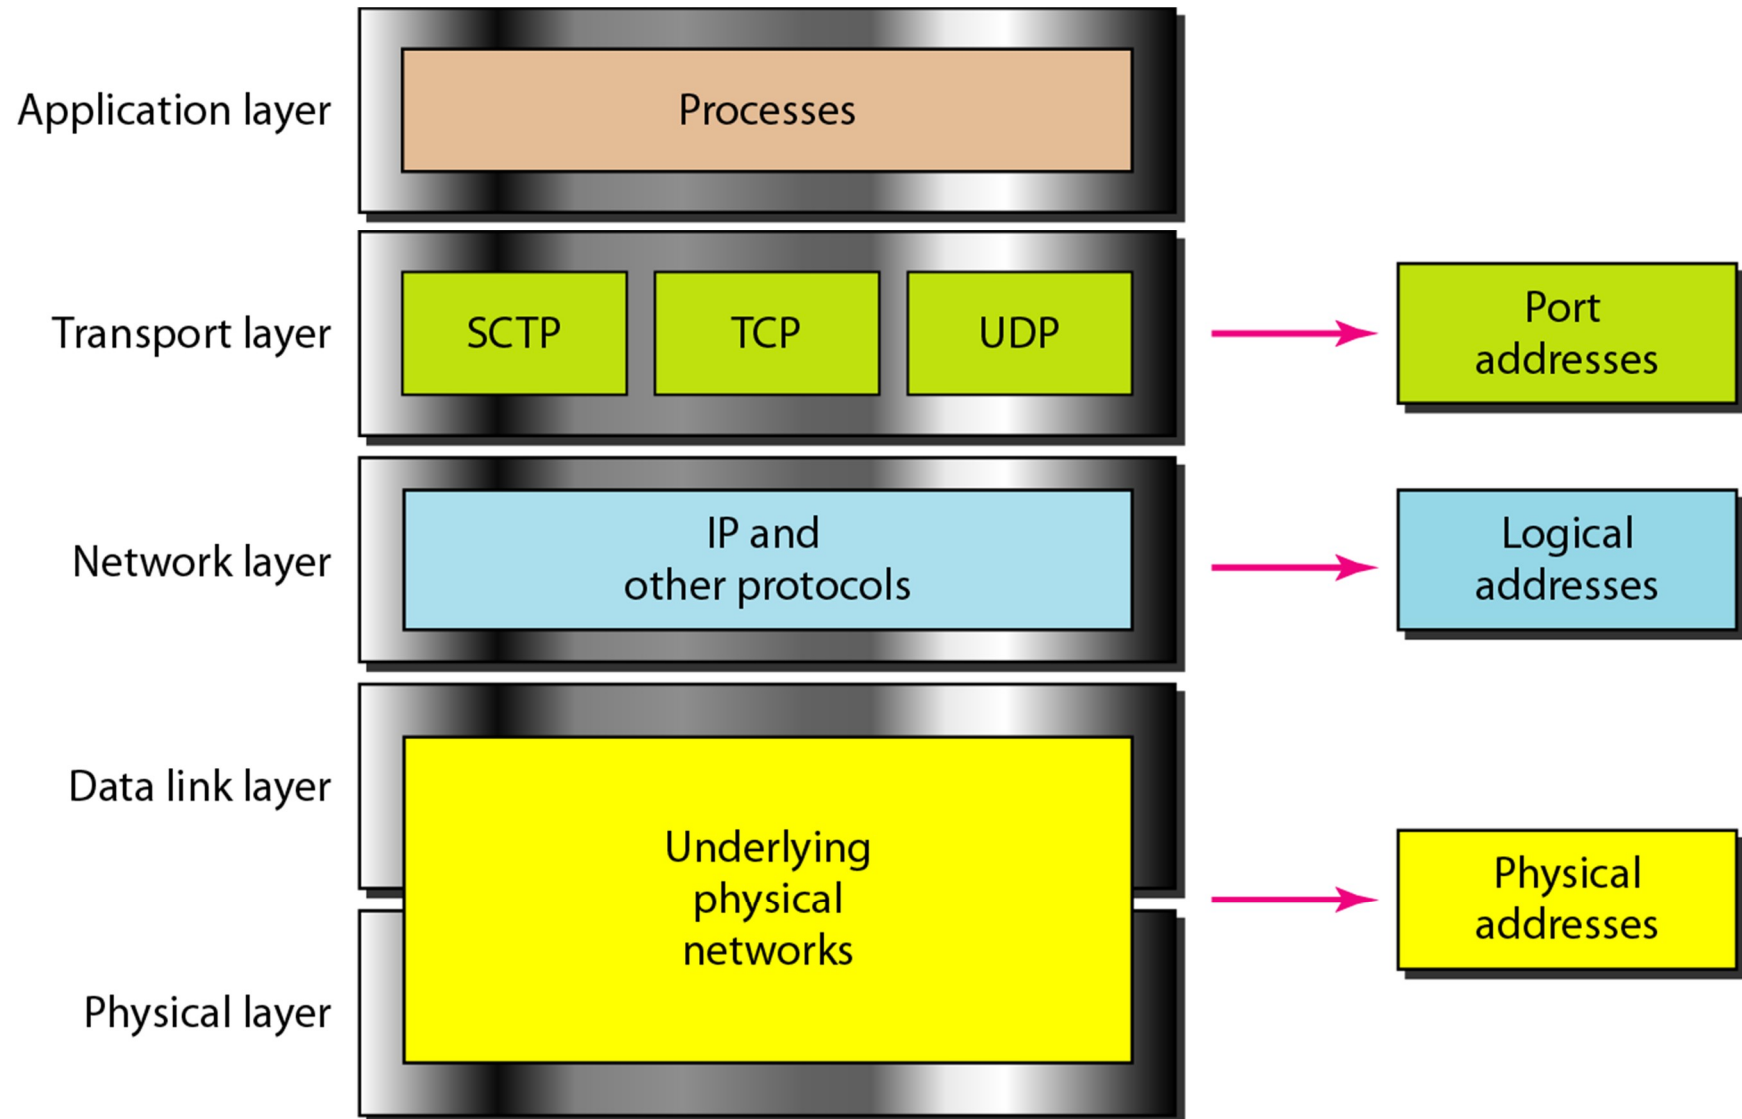 Application layer
Processes
Transport layer
SCTP
TCP
UDP
Port
addresses
Network layer
IP and
other protocols
Logical
addresses
Data link layer
Underlying
physical
networks
Physical
addresses
Physical layer